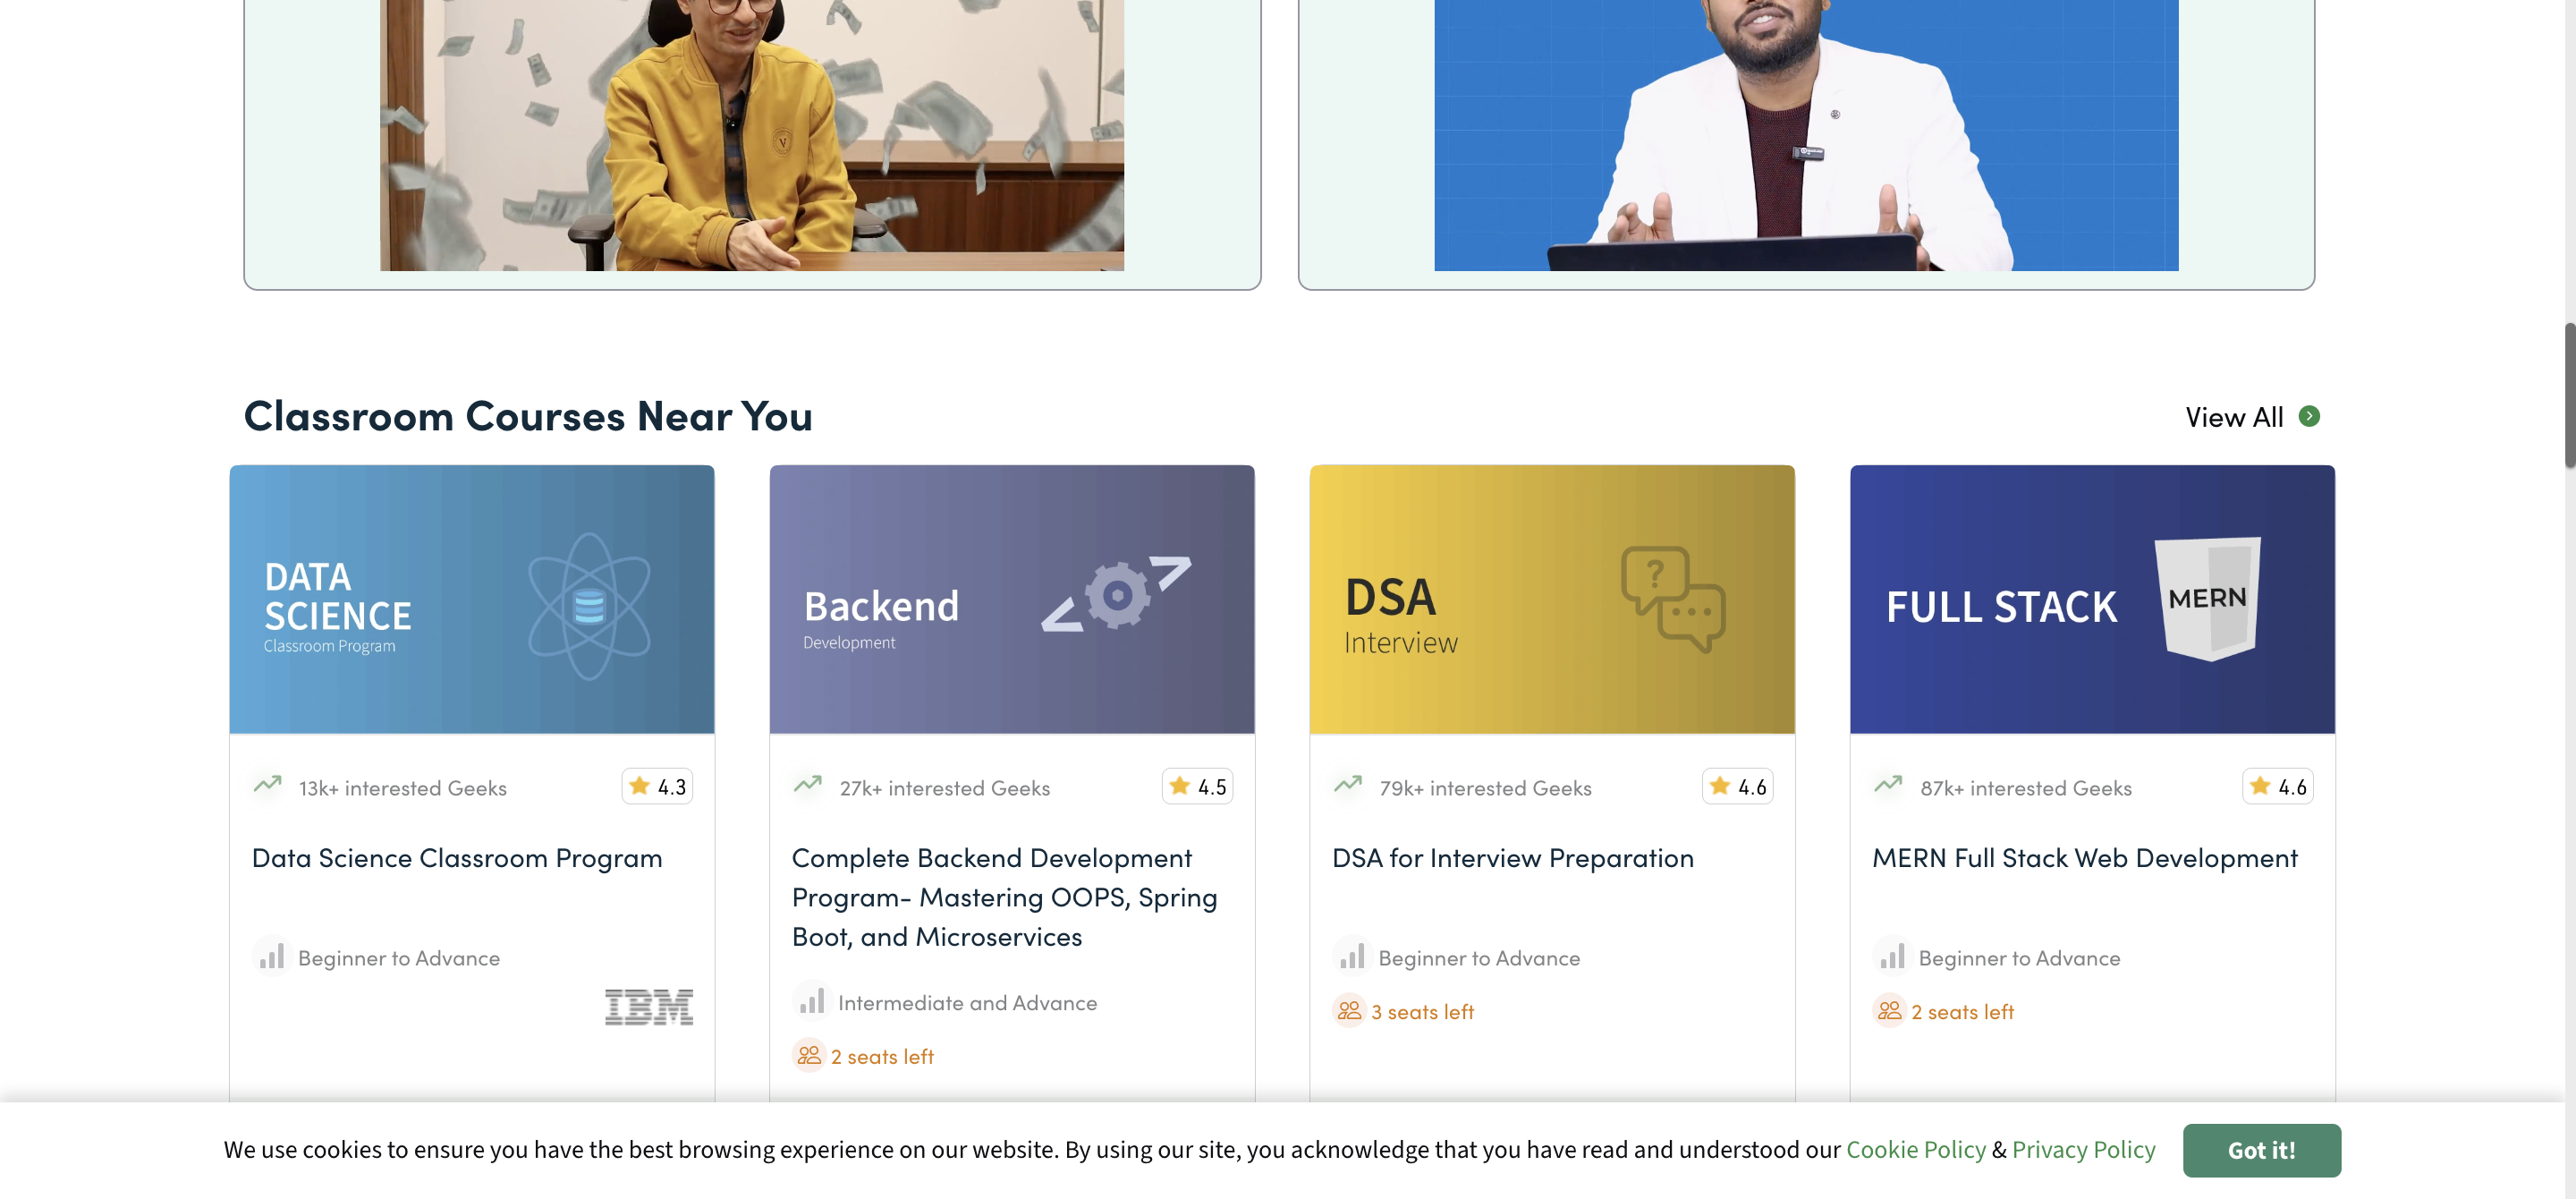 Classroom Courses Near You
View All
DATA
SCIENCE
Classroom Program
Backend
Development
DSA
Interview
?
FULL STACK
MERN
13k+ interested Geeks
4.3
27k+ interested Geeks
4.5
79k+ interested Geeks
4.6
87k+ interested Geeks
4.6
Data Science Classroom Program
Complete Backend Development
Program- Mastering OOPS, Spring
Boot, and Microservices
DSA for Interview Preparation
MERN Full Stack Web Development
Beginner to Advance
IBM
Intermediate and Advance
2 seats left
Beginner to Advance
3 seats left
Beginner to Advance
2 seats left
We use cookies to ensure you have the best browsing experience on our website. By using our site, you acknowledge that you have read and understood our Cookie Policy & Privacy Policy
Got it!